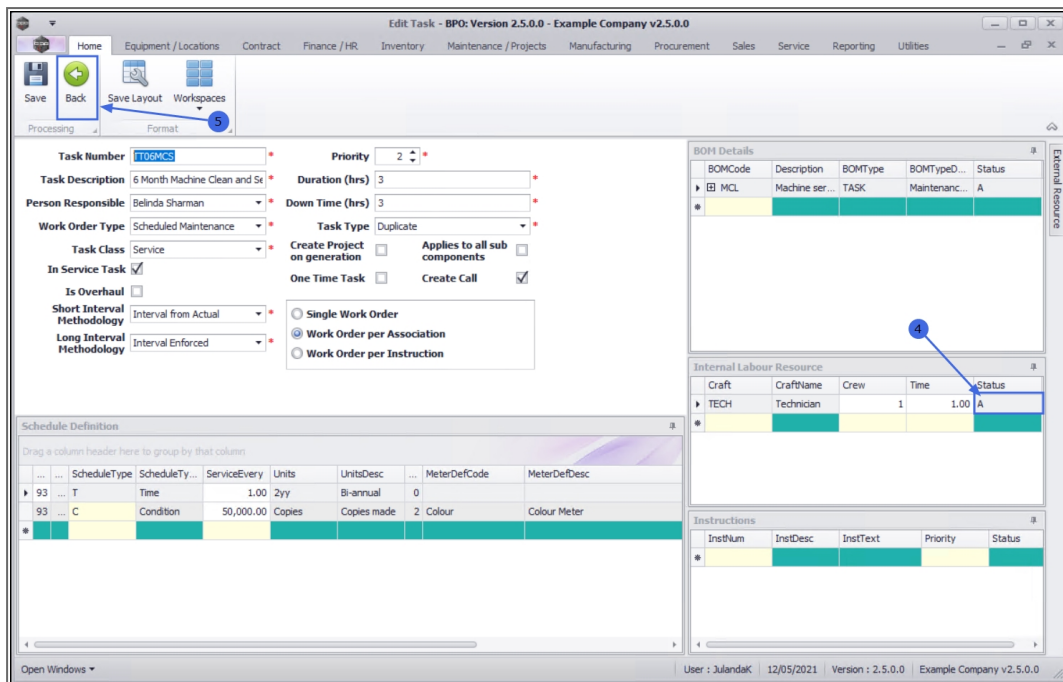 Edit Task - BPO: Version 2.5.0.0 - Example Company v2.5.0.0
Home Equipment / Locations Contract Finance / HR Inventory Maintenance / Projects Manufacturing Procurement Sales Service Reporting Utilities
Save Back Save Layout Workspaces
5
Processing Format
Task Number TT06MCS *
Task Description 6 Month Machine Clean and Se *
Person Responsible Belinda Sharman *
Work Order Type Scheduled Maintenance *
Task Class Service *
In Service Task
Is Overhaul
Short Interval Methodology Interval from Actual *
Long Interval Methodology Interval Enforced *
Priority 2 *
Duration (hrs) 3 *
Down Time (hrs) 3 *
Task Type Duplicate *
Create Project on generation Applies to all sub components
One Time Task Create Call
Single Work Order
Work Order per Association
Work Order per Instruction
BOM Details
BOMCode Description BOMType BOMTypeD... Status
MCL Machine ser... TASK Maintenanc... A
External Resource
4
Internal Labour Resource
Craft CraftName Crew Time Status
TECH Technician 1 1.00 A
Schedule Definition
Drag a column header here to group by that column
... ... ScheduleType ScheduleTy... ServiceEvery Units UnitsDesc ... MeterDefCode MeterDefDesc
93 ... T Time 1.00 2yy Bi-annual 0
93 ... C Condition 50,000.00 Copies Copies made 2 Colour Colour Meter
Instructions
InstNum InstDesc InstText Priority Status
Open Windows User : JulandaK 12/05/2021 Version : 2.5.0.0 Example Company v2.5.0.0